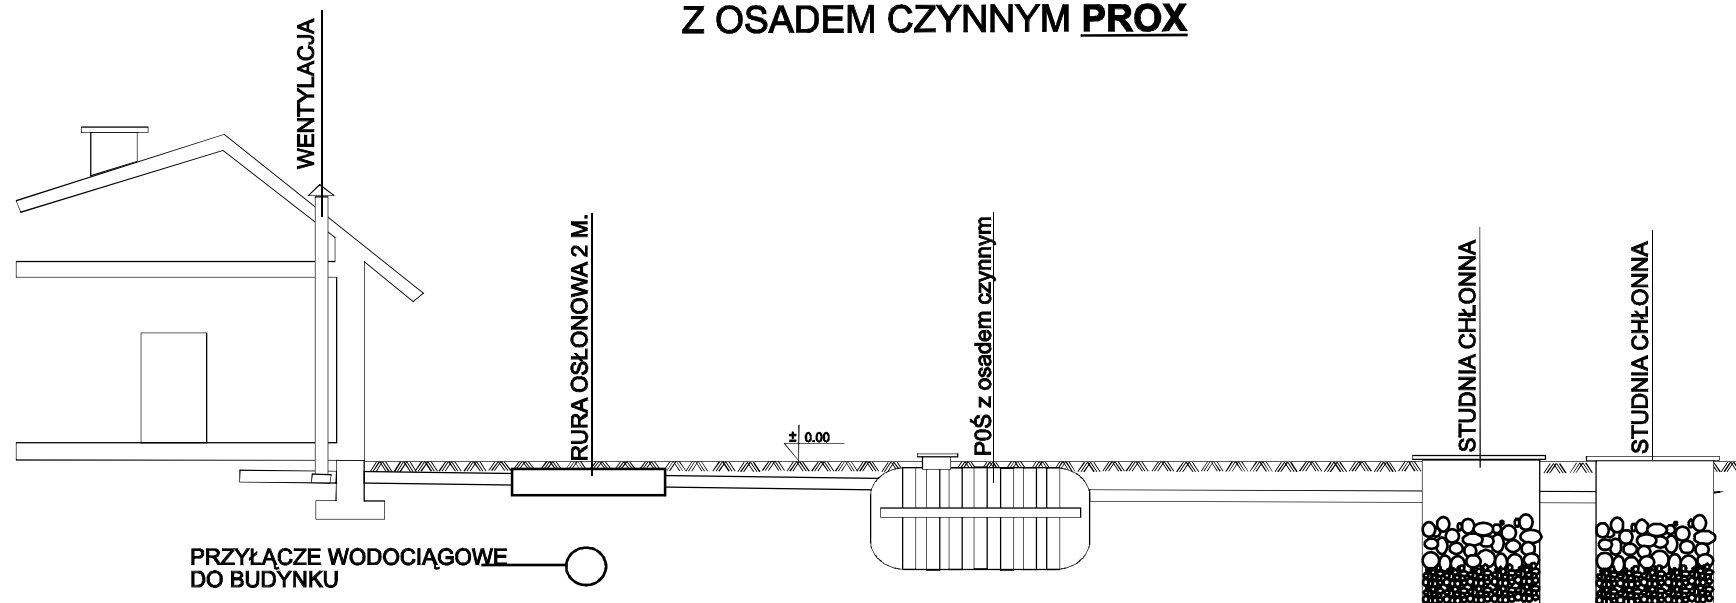 Z OSADEM CZYNNYM PROX
WENTYLACJA
RURA OSŁONOWA 2 M.
± 0.00
P0Ś z osadem czynnym
STUDNIA CHŁONNA
STUDNIA CHŁONNA
PRZYŁĄCZE WODOCIĄGOWE
DO BUDYNKU